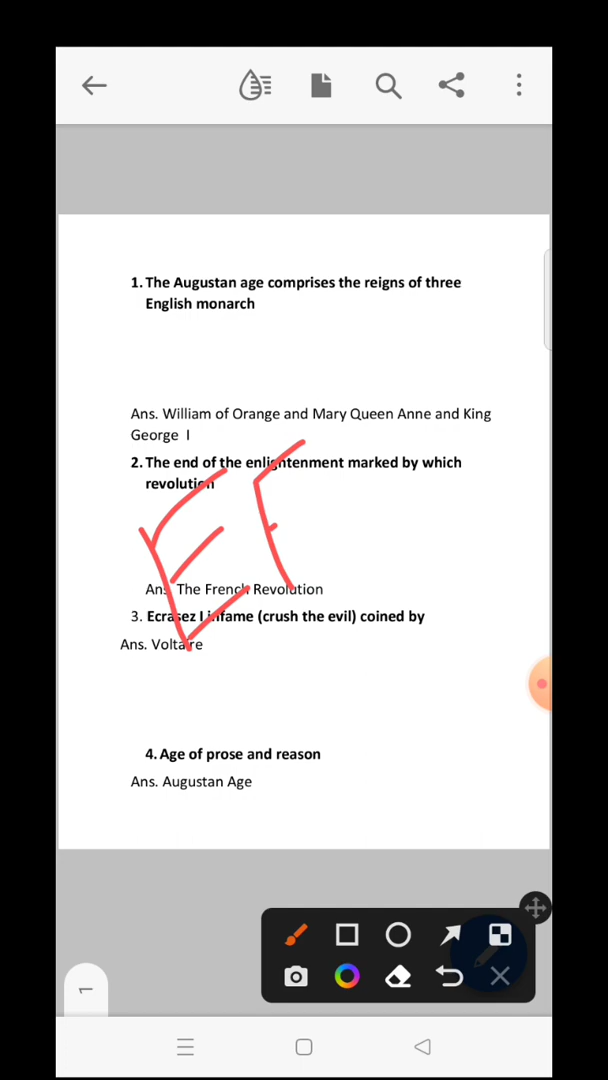 1. The Augustan age comprises the reigns of three
English monarch
Ans. William of Orange and Mary Queen Anne and King
George I
2. The end of the enlightenment marked by which
revolution
Ans. The French Revolution
3. Ecrasez l infame (crush the evil) coined by
Ans. Voltaire
4. Age of prose and reason
Ans. Augustan Age
1